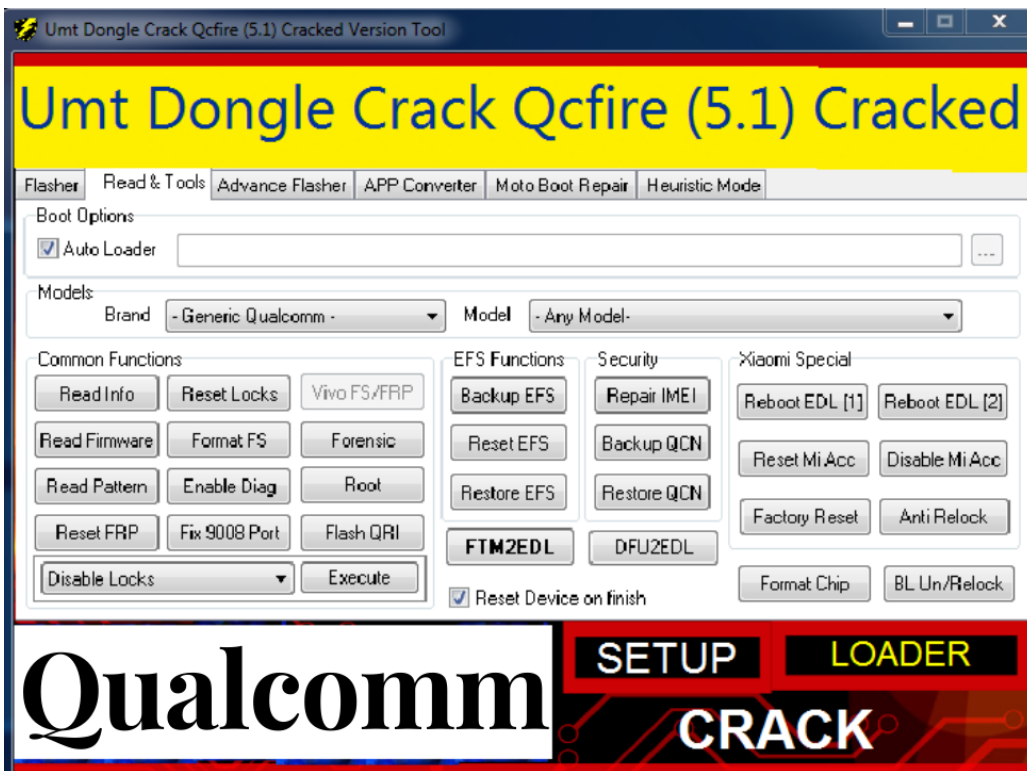 Umt Dongle Crack Qcfire (5.1) Cracked Version Tool
Umt Dongle Crack Qcfire (5.1) Cracked
Flasher Read & Tools Advance Flasher APP Converter Moto Boot Repair Heuristic Mode
Boot Options
Auto Loader ...
Models
Brand - Generic Qualcomm - Model - Any Model-
Common Functions EFS Functions Security Xiaomi Special
Read Info Reset Locks Vivo FS/FRP Backup EFS Repair IMEI Reboot EDL [1] Reboot EDL [2]
Read Firmware Format FS Forensic Reset EFS Backup QCN Reset Mi Acc Disable Mi Acc
Read Pattern Enable Diag Root Restore EFS Restore QCN Factory Reset Anti Relock
Reset FRP Fix 9008 Port Flash QRI FTM2EDL DFU2EDL
Disable Locks Execute Reset Device on finish Format Chip BL Un/Relock
Qualcomm SETUP LOADER
CRACK